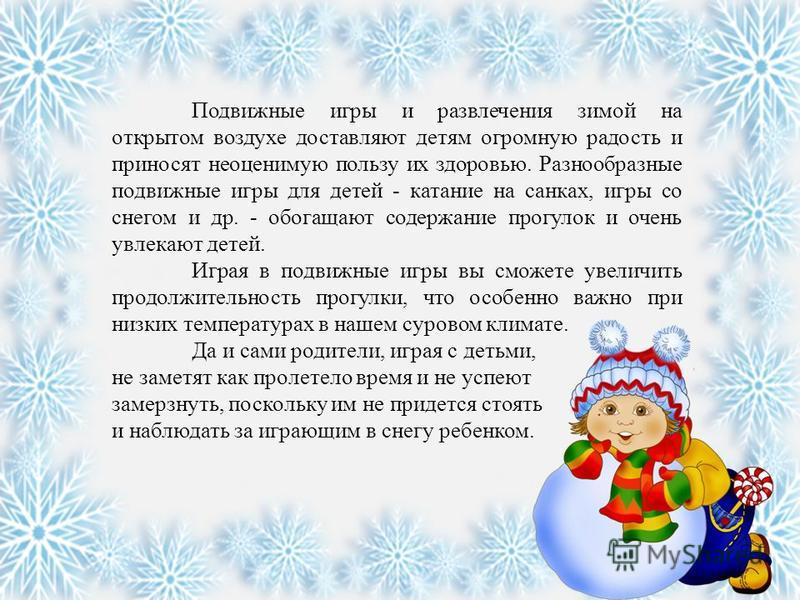 Подвижные игры и развлечения зимой на
открытом воздухе доставляют детям огромную радость и
приносят неоценимую пользу их здоровью. Разнообразные
подвижные игры для детей - катание на санках, игры со
снегом и др. - обогащают содержание прогулок и очень
увлекают детей.
Играя в подвижные игры вы сможете увеличить
продолжительность прогулки, что особенно важно при
низких температурах в нашем суровом климате.
Да и сами родители, играя с детьми,
не заметят как пролетело время и не успеют
замерзнуть, поскольку им не придется стоять
и наблюдать за играющим в снегу ребенком.
MyShared